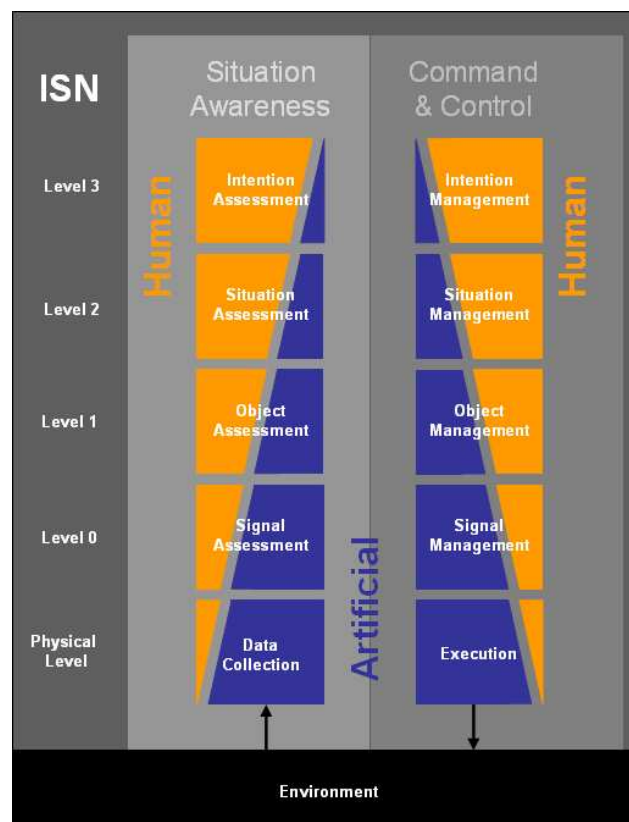 ISN
Situation
Awareness
Command
& Control
Human
Human
Level 3
Intention
Assessment
Intention
Management
Level 2
Situation
Assessment
Situation
Management
Level 1
Object
Assessment
Object
Management
Level 0
Signal
Assessment
Signal
Management
Artificial
Physical
Level
Data
Collection
Execution
Environment